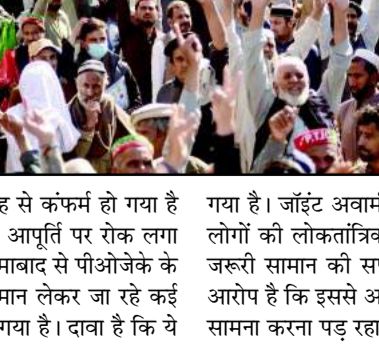 ह से कंफर्म हो गया है
आपूर्ति पर रोक लगा
माबाद से पीओजेके के
मान लेकर जा रहे कई
गया है। दावा है कि ये
गया है। जॉइंट अवामी
लोगों की लोकतांत्रिक
जरूरी सामान की सप
आरोप है कि इससे अ
सामना करना पड़ रहा